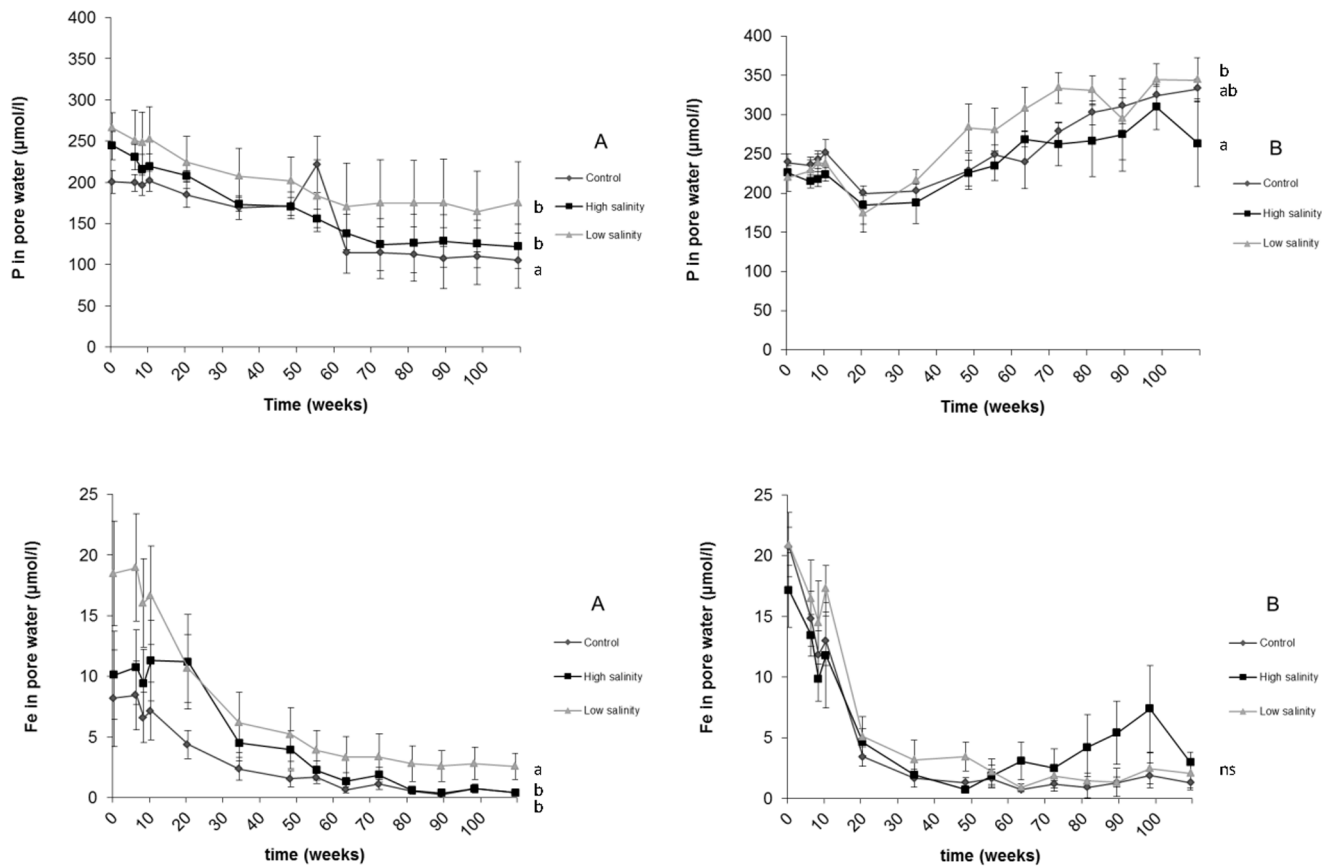 400
350
300
250
200
150
100
50
0
P in pore water (µmol/l)
0 10 20 30 40 50 60 70 80 90 100
Time (weeks)
A
Control
High salinity
Low salinity
b
b
a
400
350
300
250
200
150
100
50
0
P in pore water (µmol/l)
0 10 20 30 40 50 60 70 80 90 100
Time (weeks)
b
ab
a
B
Control
High salinity
Low salinity
25
20
15
10
5
0
Fe in pore water (µmol/l)
0 10 20 30 40 50 60 70 80 90 100
time (weeks)
A
Control
High salinity
Low salinity
a
b
b
25
20
15
10
5
0
Fe in pore water (µmol/l)
0 10 20 30 40 50 60 70 80 90 100
time (weeks)
B
Control
High salinity
Low salinity
ns